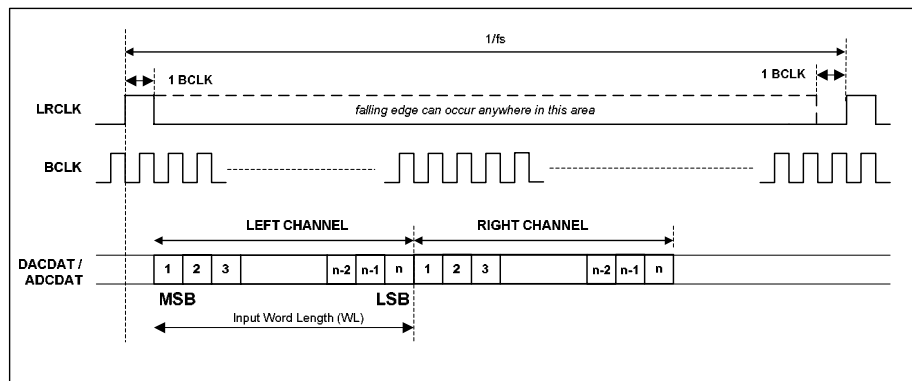 1/fs
1 BCLK
1 BCLK
LRCLK
falling edge can occur anywhere in this area
BCLK
LEFT CHANNEL
RIGHT CHANNEL
DACDAT /
ADCDAT
1 2 3 n-2 n-1 n 1 2 3 n-2 n-1 n
MSB LSB
Input Word Length (WL)